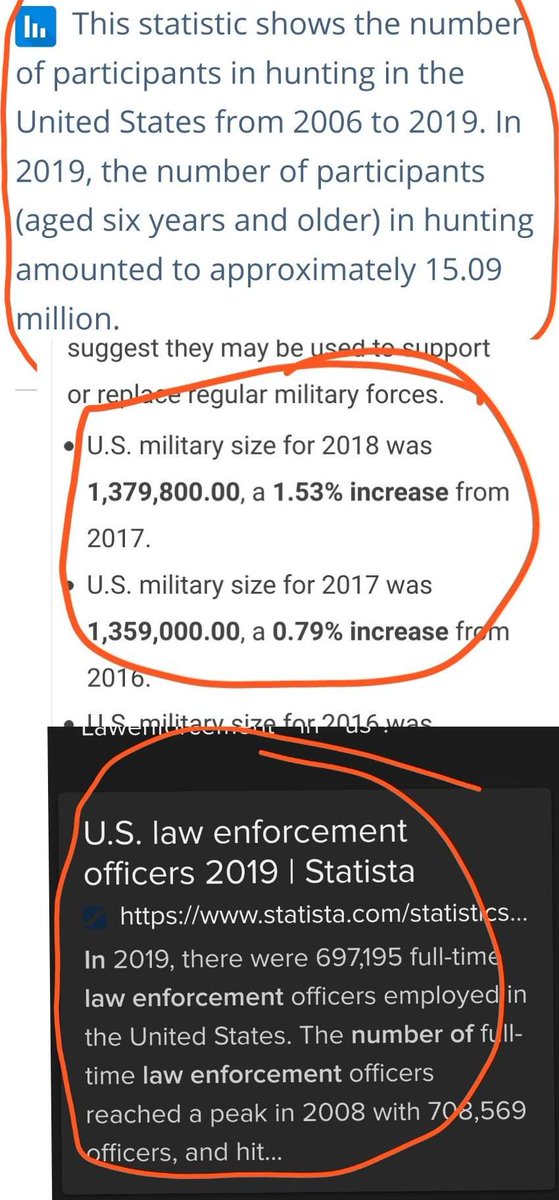 This statistic shows the number
of participants in hunting in the
United States from 2006 to 2019. In
2019, the number of participants
(aged six years and older) in hunting
amounted to approximately 15.09
million.
suggest they may be used to support
or replace regular military forces.
• U.S. military size for 2018 was
1,379,800.00, a 1.53% increase from
2017.
• U.S. military size for 2017 was
1,359,000.00, a 0.79% increase from
2016.
• U.S. military size for 2016 was
Lawenforcement in us
U.S. law enforcement
officers 2019 | Statista
https://www.statista.com/statistics...
In 2019, there were 697,195 full-time
law enforcement officers employed in
the United States. The number of full-
time law enforcement officers
reached a peak in 2008 with 708,569
officers, and hit...